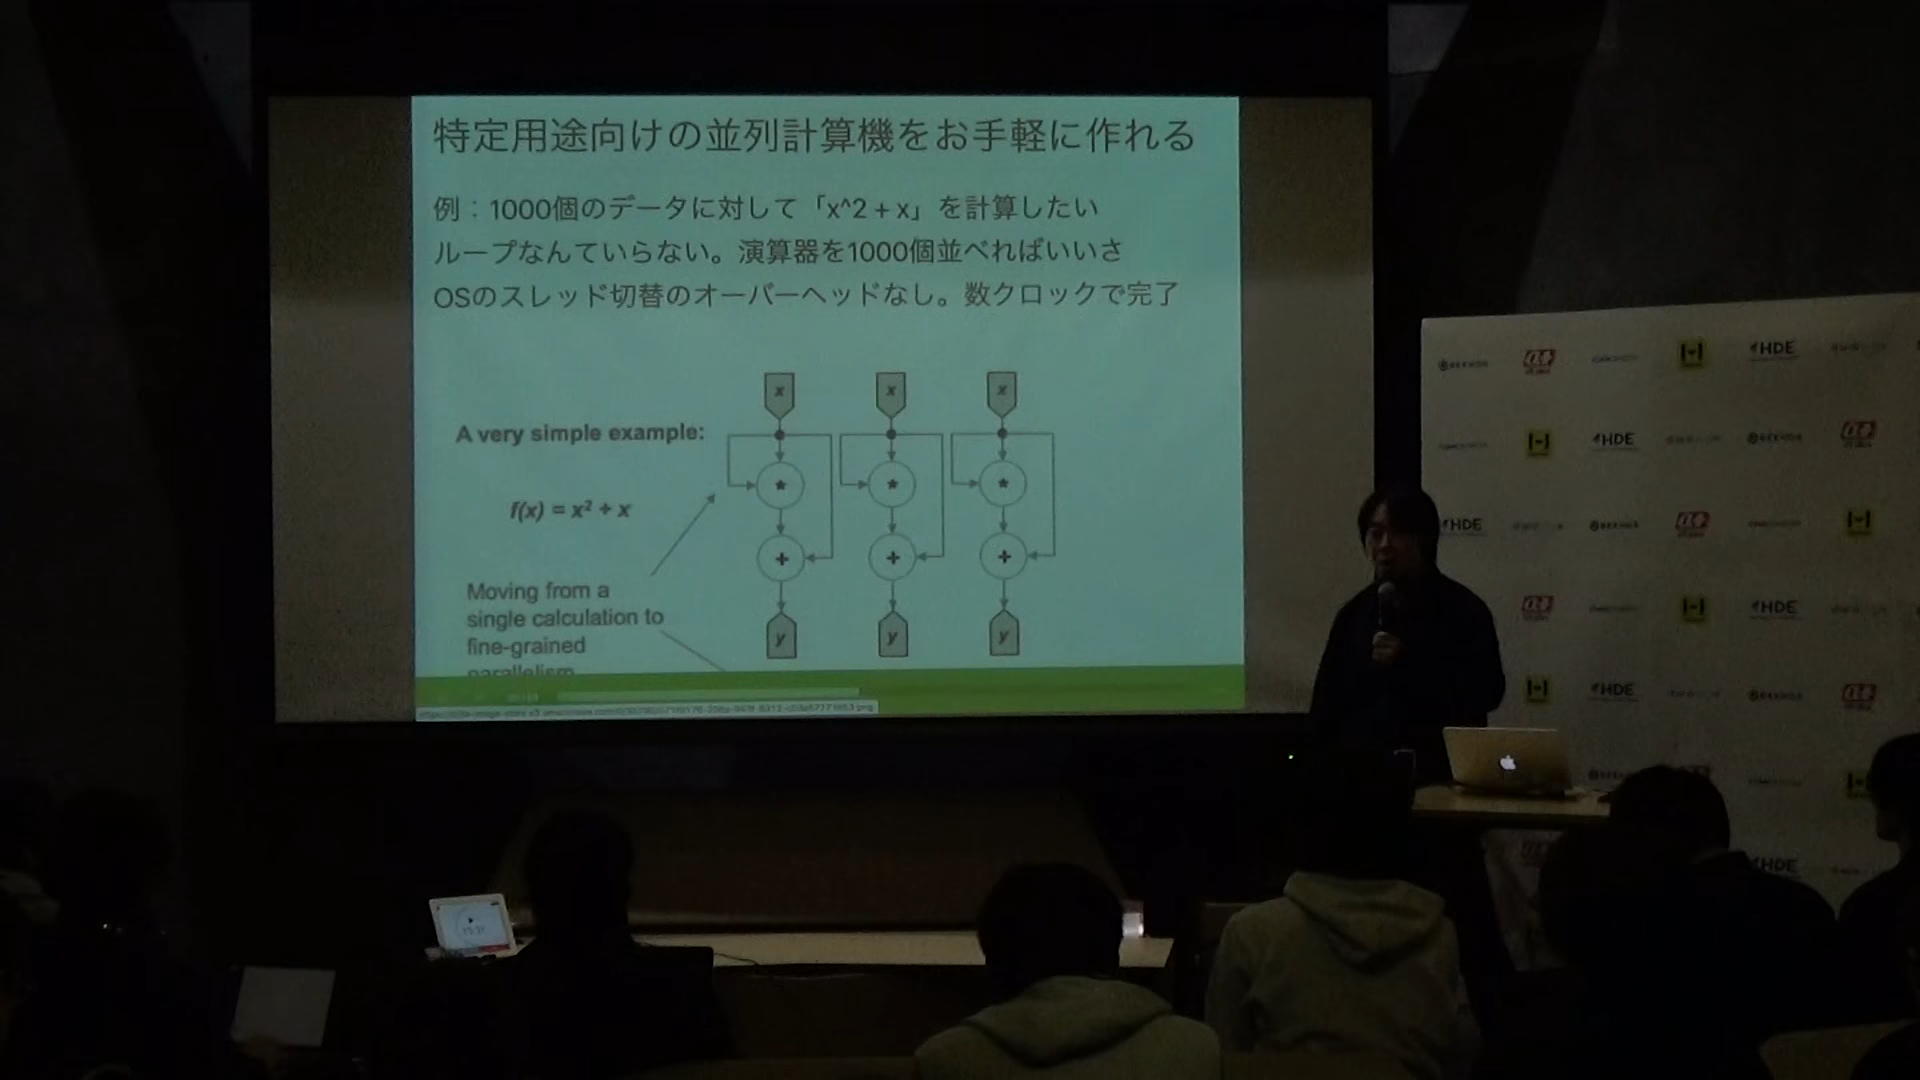 特定用途向けの並列計算機をお手軽に作れる
例：1000個のデータに対して「x^2 + x」を計算したい
ループなんていらない。演算器を1000個並べればいいさ
OSのスレッド切替のオーバーヘッドなし。数クロックで完了
x x x
A very simple example:
* * *
f(x) = x² + x
+ + +
Moving from a
single calculation to
fine-grained
parallelism
y y y
HDE
HDE
HDE
HDE
HDE
HDE